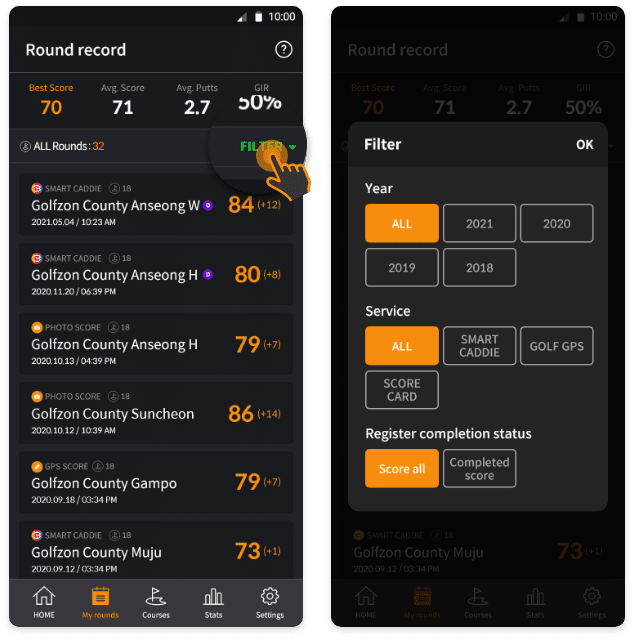 10:00
Round record
?
Best Score Avg. Score Avg. Putts GIR
70 71 2.7 50%
ALL Rounds:32 FILTER
SMART CADDIE 18
Golfzon County Anseong W D 84 (+12)
2021.05.04 / 10:23 AM
SMART CADDIE 18
Golfzon County Anseong H D 80 (+8)
2020.11.20 / 06:39 PM
PHOTO SCORE 18
Golfzon County Anseong H 79 (+7)
2020.10.13 / 04:39 PM
PHOTO SCORE 18
Golfzon County Suncheon 86 (+14)
2020.10.12 / 10:39 AM
GPS SCORE 18
Golfzon County Gampo 79 (+7)
2020.09.18 / 03:34 PM
SMART CADDIE 18
Golfzon County Muju 73 (+1)
2020.09.12 / 03:34 PM
HOME My rounds Courses Stats Settings
10:00
Round record
?
Best Score Avg. Score Avg. Putts GIR
70 71 2.7 50%
Filter OK
Year
ALL 2021 2020
2019 2018
Service
ALL SMART CADDIE GOLF GPS
SCORE CARD
Register completion status
Score all Completed score
SMART CADDIE 18
Golfzon County Muju 73 (+1)
2020.09.12 / 03:34 PM
HOME My rounds Courses Stats Settings